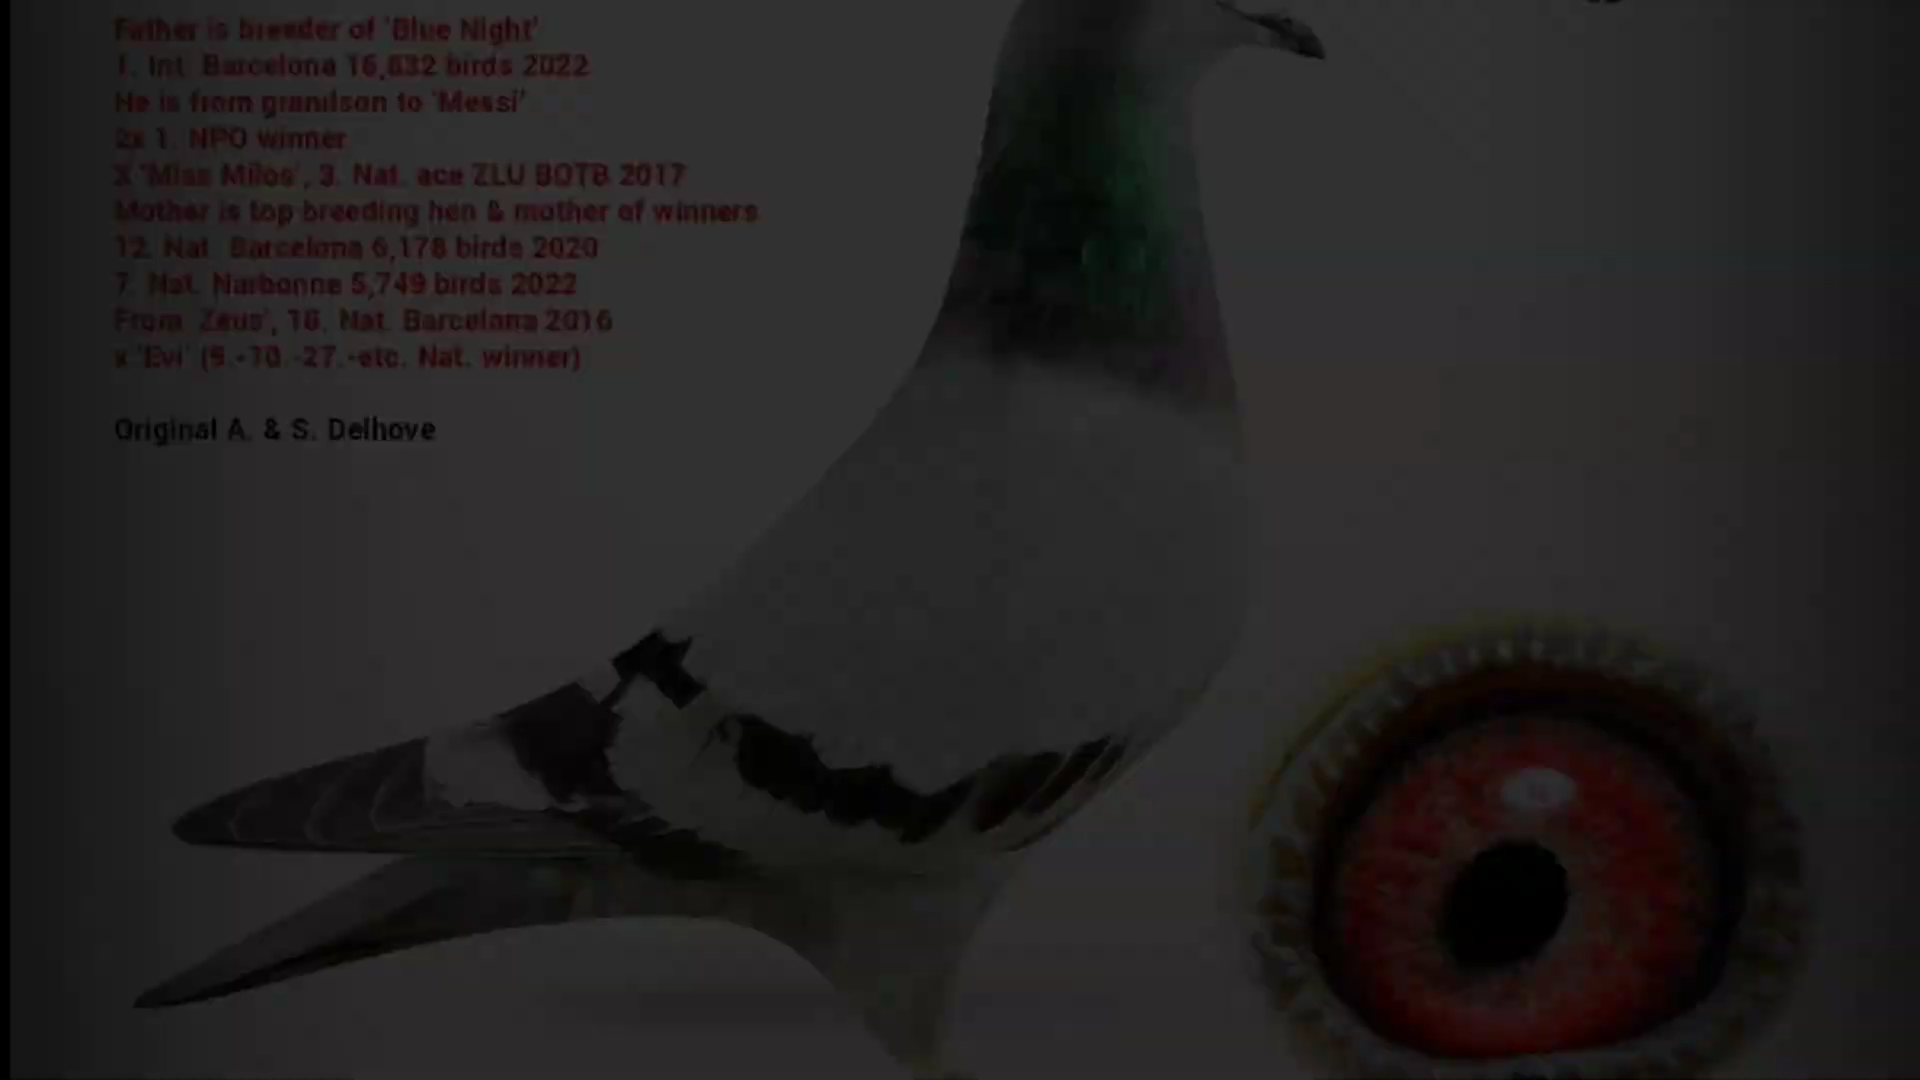 Father is breeder of 'Blue Night'
1. Int. Barcelona 16,632 birds 2022
He is from grandson to 'Messi'
2x 1. NPO winner
X 'Miss Milos', 3. Nat. ace ZLU BOTB 2017
Mother is top breeding hen & mother of winners
12. Nat. Barcelona 6,178 birds 2020
7. Nat. Narbonne 5,749 birds 2022
From 'Zeus', 16. Nat. Barcelona 2016
x 'Evi' (9.-10.-27.-etc. Nat. winner)
Original A. & S. Delhove